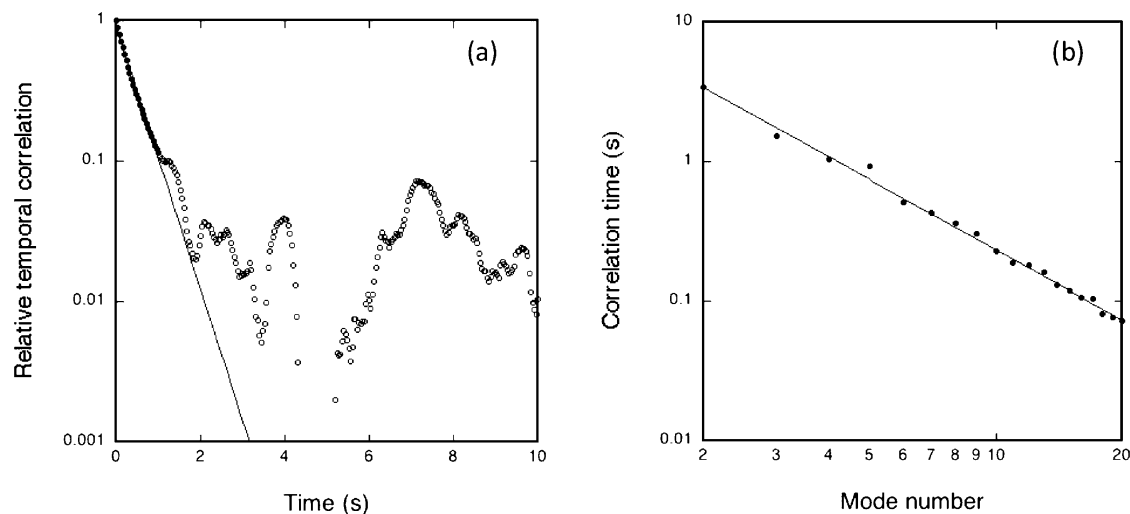 (a)
Relative temporal correlation
1
0.1
0.01
0.001
0 2 4 6 8 10
Time (s)
(b)
Correlation time (s)
10
1
0.1
0.01
2 3 4 5 6 7 8 9 10 20
Mode number